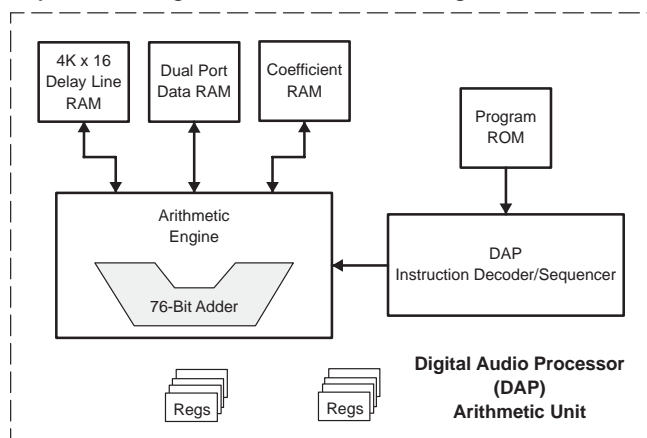 4K x 16
Delay Line
RAM
Dual Port
Data RAM
Coefficient
RAM
Program
ROM
Arithmetic
Engine
76-Bit Adder
DAP
Instruction Decoder/Sequencer
Regs
Regs
Digital Audio Processor
(DAP)
Arithmetic Unit